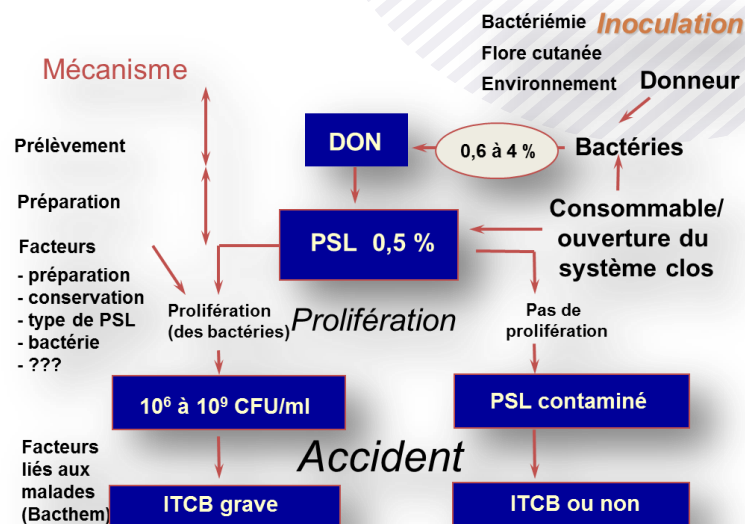 Bactériémie
Inoculation
Flore cutanée
Environnement
Donneur
Mécanisme
Prélèvement
DON
0,6 à 4 %
Bactéries
Préparation
PSL 0,5 %
Consommable/
ouverture du
système clos
Facteurs
- préparation
- conservation
- type de PSL
- bactérie
- ???
Prolifération
(des bactéries)
Prolifération
Pas de
prolifération
10⁶ à 10⁹ CFU/ml
PSL contaminé
Facteurs
liés aux
malades
(Bacthem)
Accident
ITCB grave
ITCB ou non